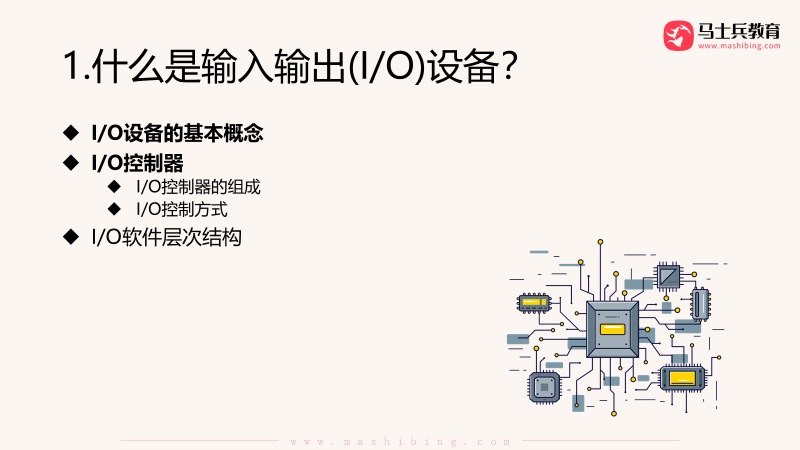 马士兵教育
www.mashibing.com
1.什么是输入输出(I/O)设备？
◆ I/O设备的基本概念
◆ I/O控制器
◆ I/O控制器的组成
◆ I/O控制方式
◆ I/O软件层次结构
www.mashibing.com